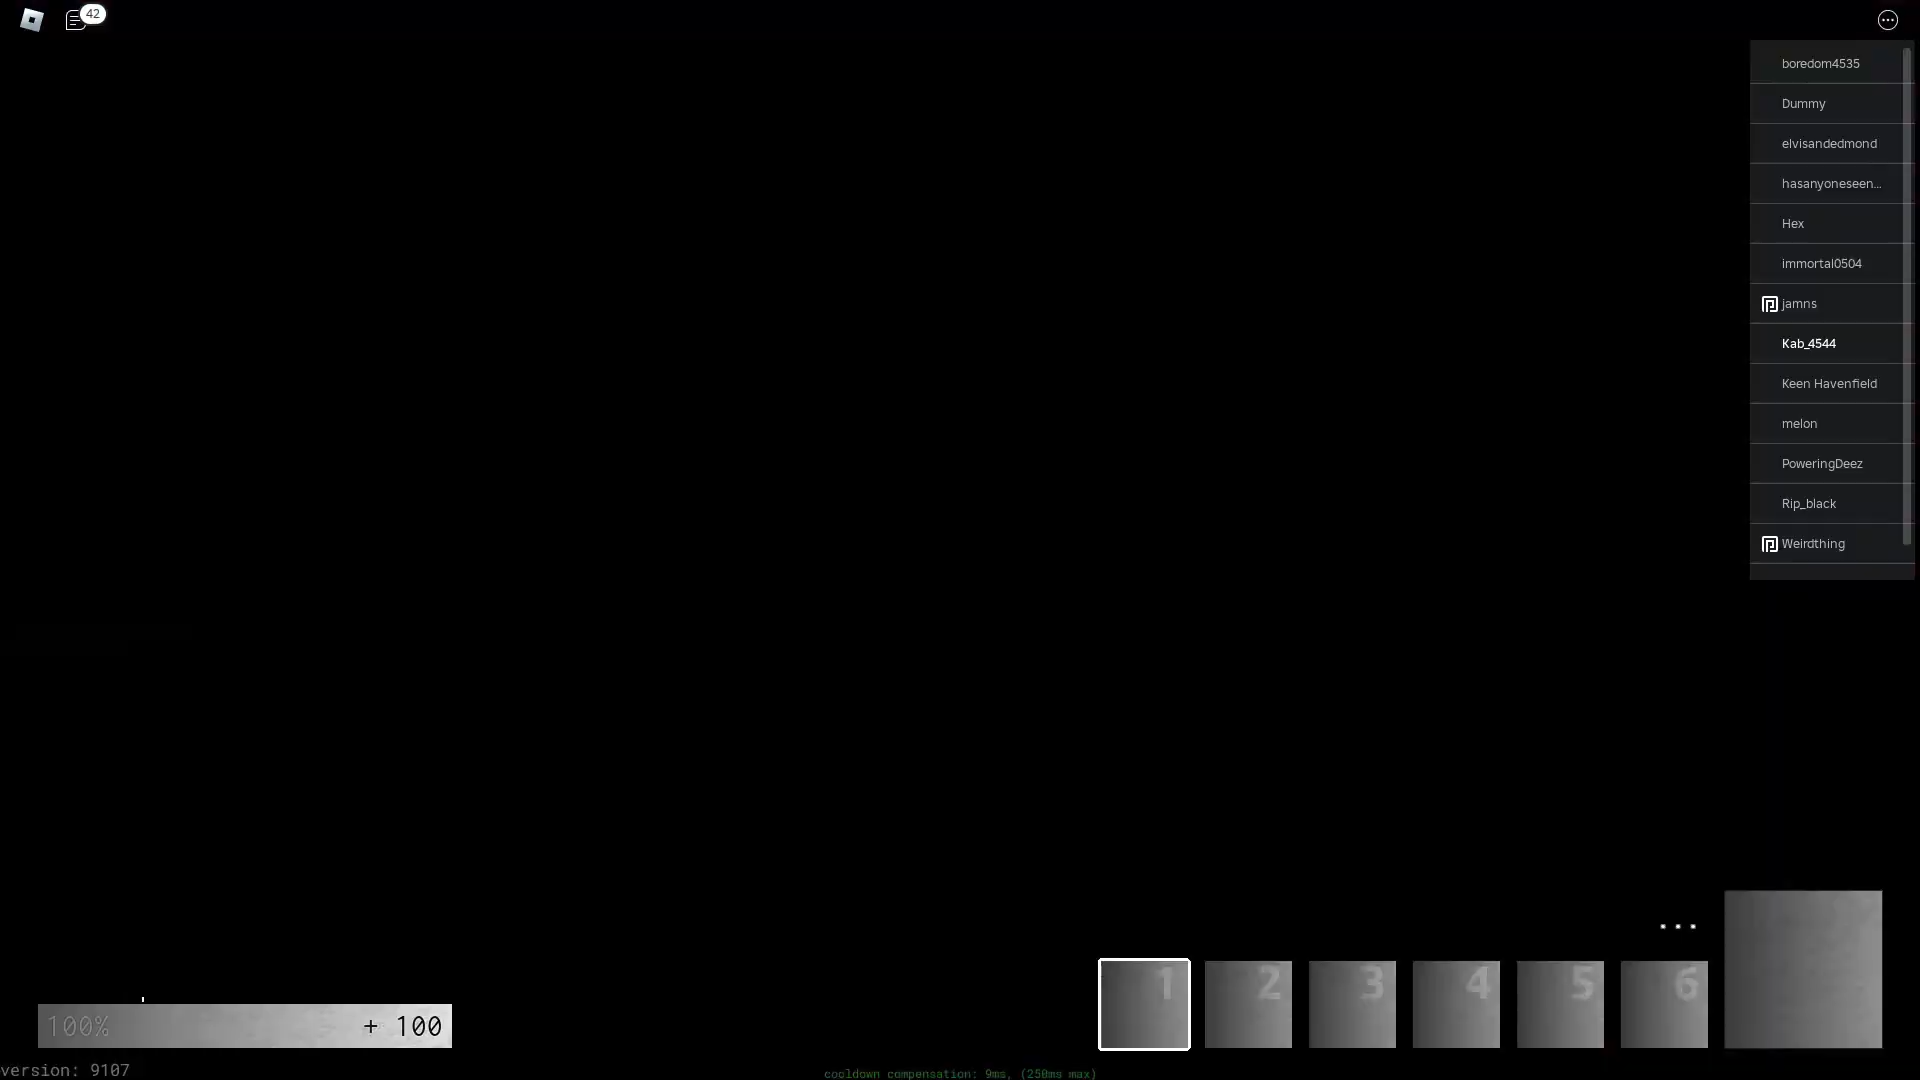 42
boredom4535
Dummy
elvisandedmond
hasanyoneseen...
Hex
immortal0504
jamns
Kab_4544
Keen Havenfield
melon
PoweringDeez
Rip_black
Weirdthing
...
1 2 3 4 5 6
100% + 100
version: 9107
cooldown compensation: 9ms, (250ms max)